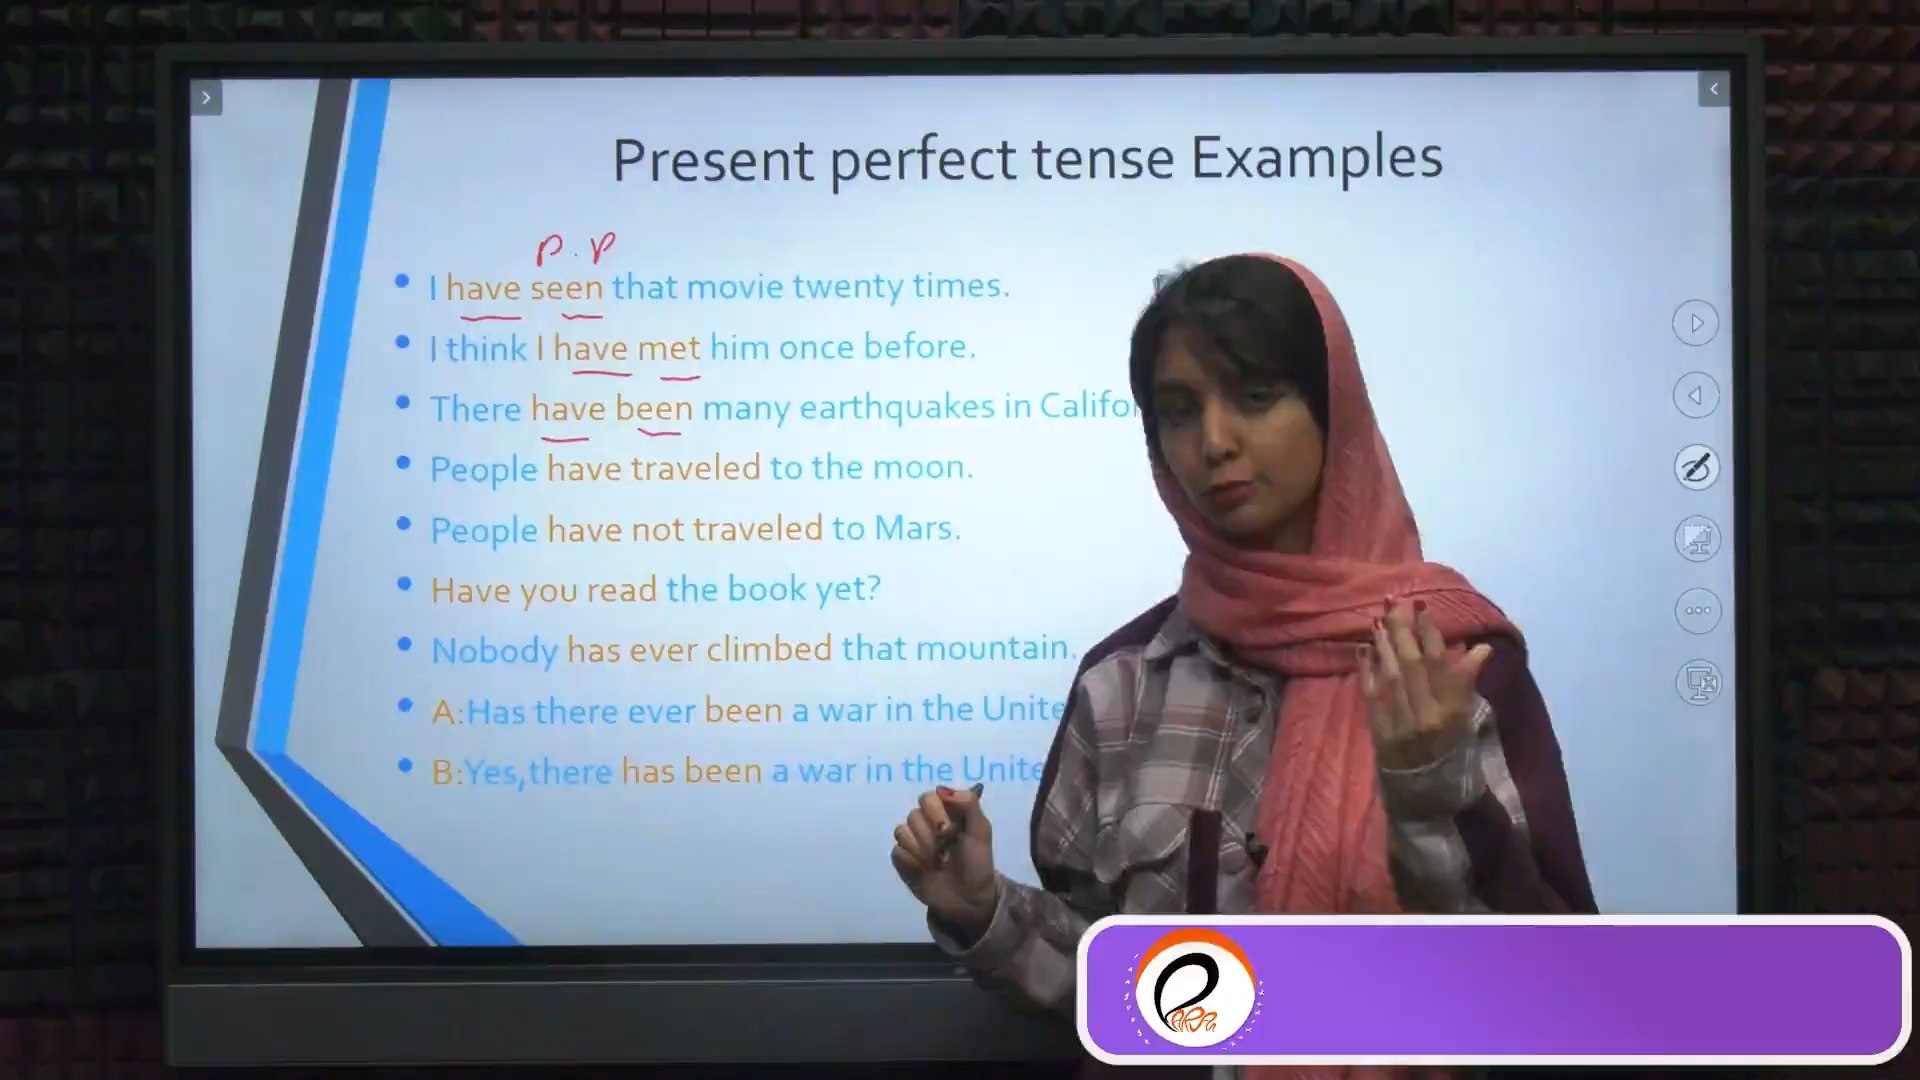 Present perfect tense Examples
P.P
• I have seen that movie twenty times.
• I think I have met him once before.
• There have been many earthquakes in Califor
• People have traveled to the moon.
• People have not traveled to Mars.
• Have you read the book yet?
• Nobody has ever climbed that mountain.
• A:Has there ever been a war in the Unite
• B:Yes,there has been a war in the Unite